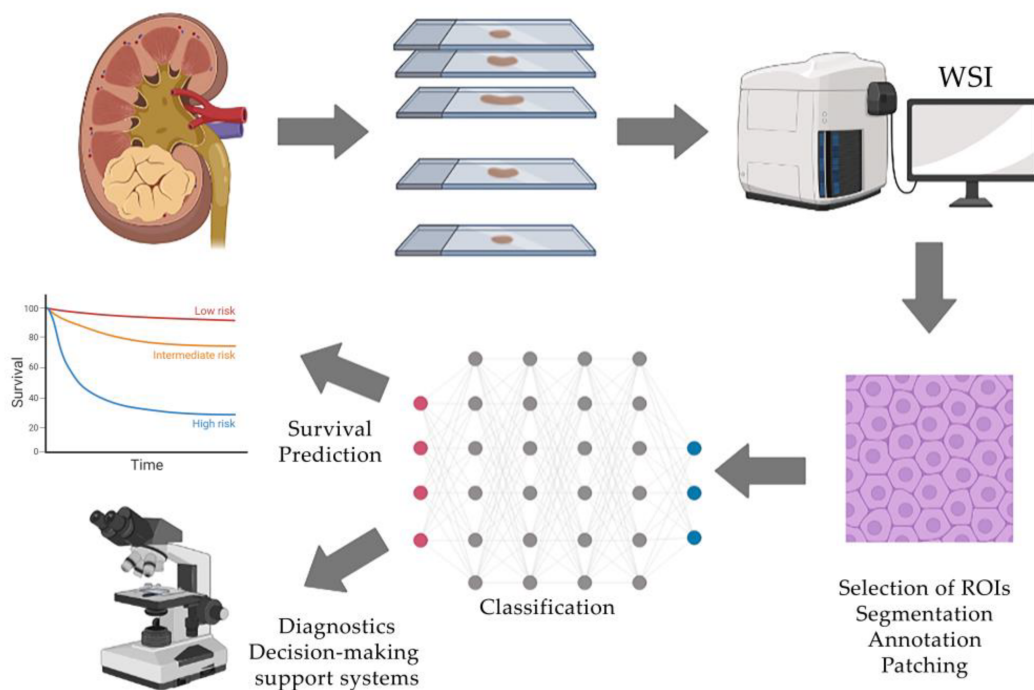 WSI
100
80
60
40
20
0
Survival
Low risk
Intermediate risk
High risk
Time
Survival
Prediction
Classification
Selection of ROIs
Segmentation
Annotation
Patching
Diagnostics
Decision-making
support systems